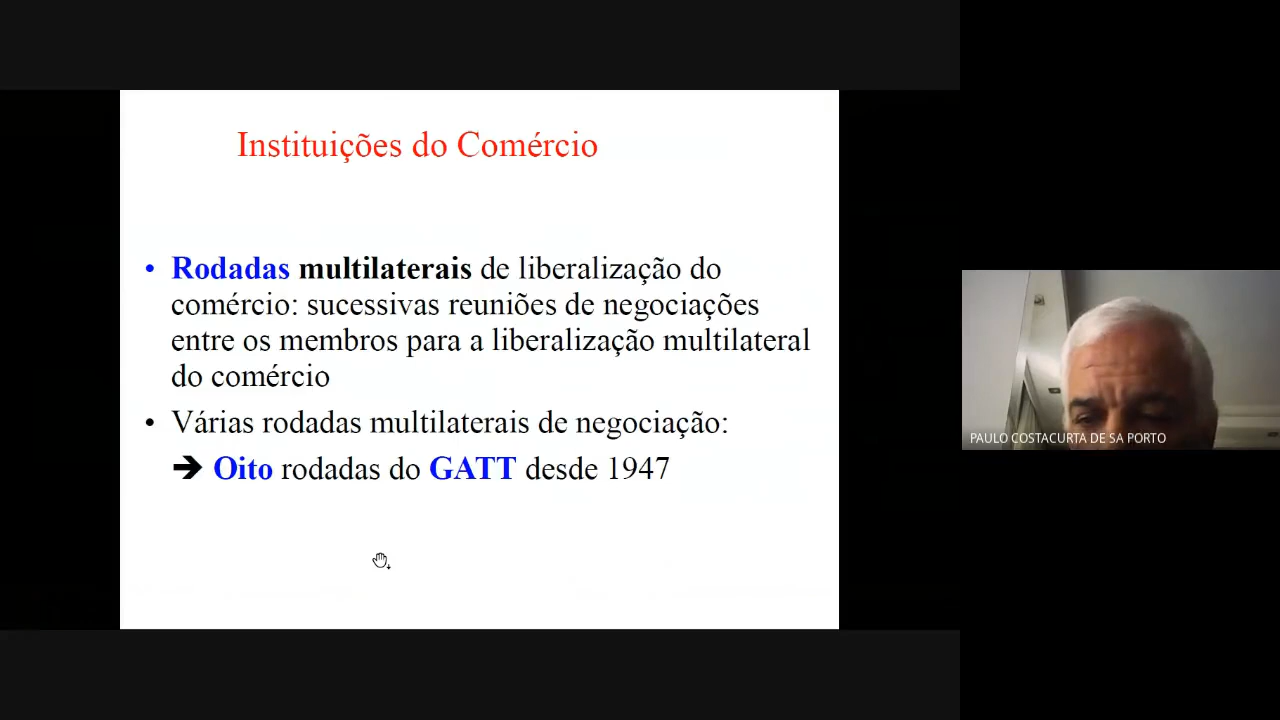 Instituições do Comércio
• Rodadas multilaterais de liberalização do
comércio: sucessivas reuniões de negociações
entre os membros para a liberalização multilateral
do comércio
• Várias rodadas multilaterais de negociação:
➔ Oito rodadas do GATT desde 1947
PAULO COSTACURTA DE SA PORTO